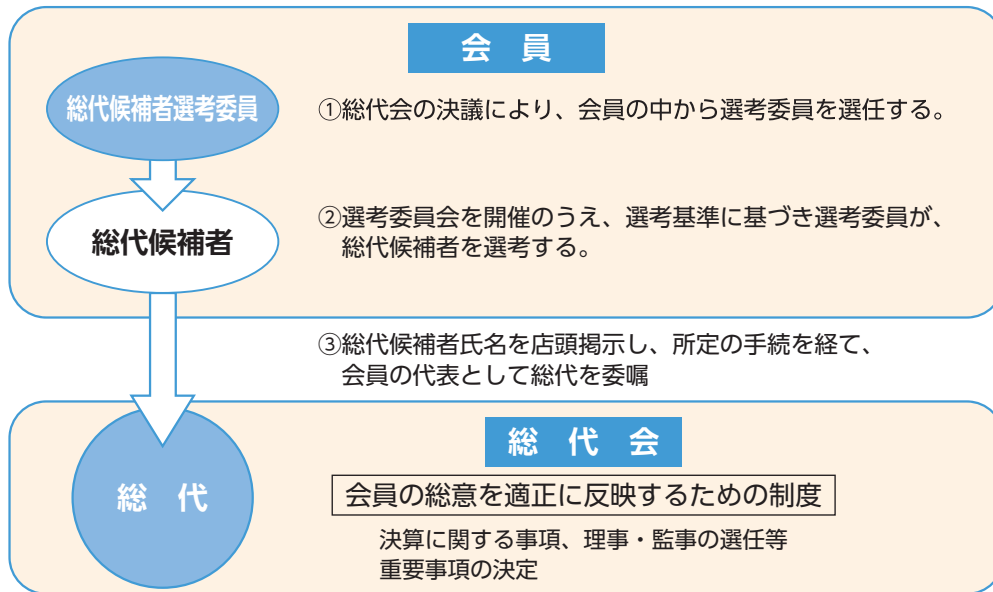 会員
総代候補者選考委員
①総代会の決議により、会員の中から選考委員を選任する。
総代候補者
②選考委員会を開催のうえ、選考基準に基づき選考委員が、
総代候補者を選考する。
③総代候補者氏名を店頭掲示し、所定の手続を経て、
会員の代表として総代を委嘱
総代会
総代
会員の総意を適正に反映するための制度
決算に関する事項、理事・監事の選任等
重要事項の決定